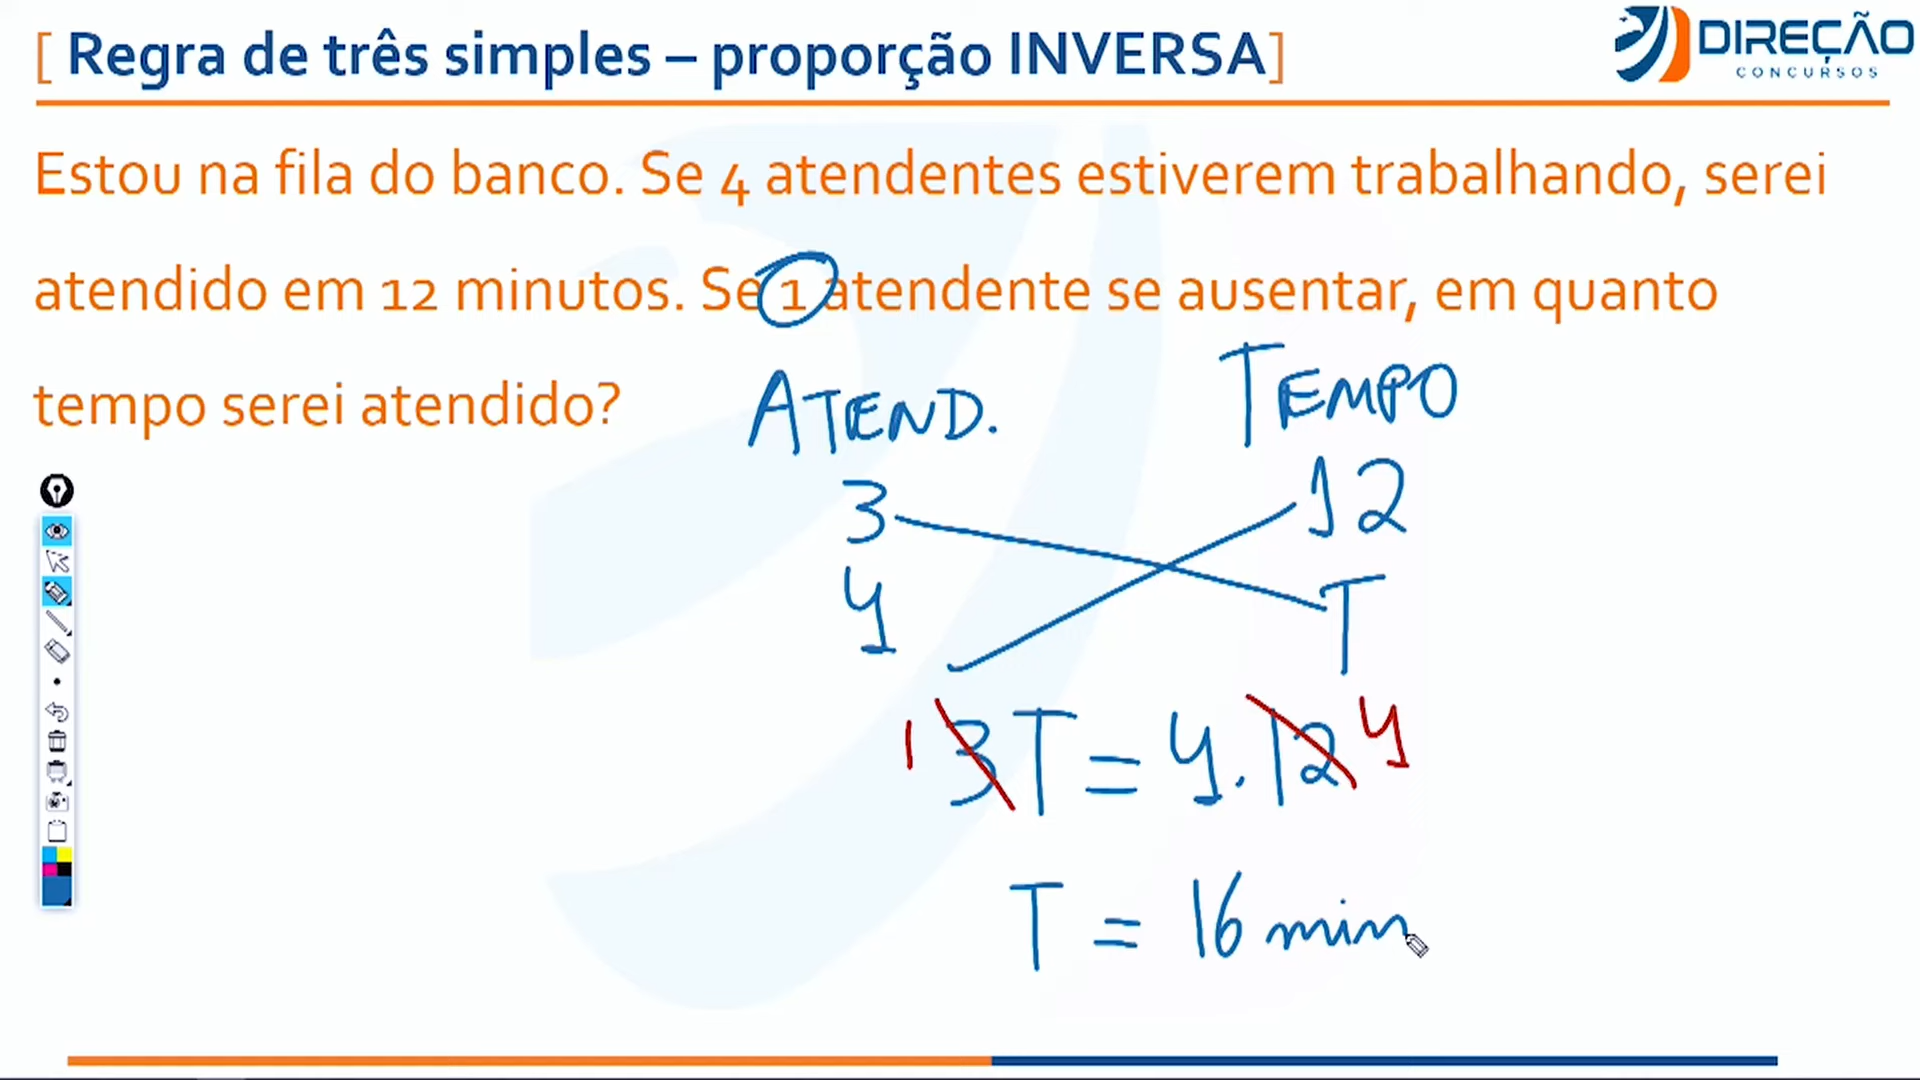 [ Regra de três simples – proporção INVERSA]
DIREÇÃO
CONCURSOS
Estou na fila do banco. Se 4 atendentes estiverem trabalhando, serei
atendido em 12 minutos. Se 1 atendente se ausentar, em quanto
tempo serei atendido?
ATEND. TEMPO
3 12
4 T
1 3T = 4.12 4
T = 16 min